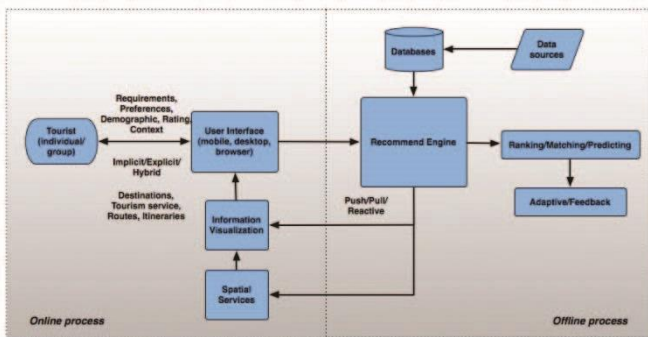 Databases
Data
sources
Requirements,
Preferences,
Demographic, Rating,
Context
Tourist
(individual/
group)
User Interface
(mobile, desktop,
browser)
Recommend Engine
Ranking/Matching/Predicting
Implicit/Explicit/
Hybrid
Destinations,
Tourism service,
Routes, Itineraries
Push/Pull/
Reactive
Adaptive/Feedback
Information
Visualization
Spatial
Services
Online process
Offline process